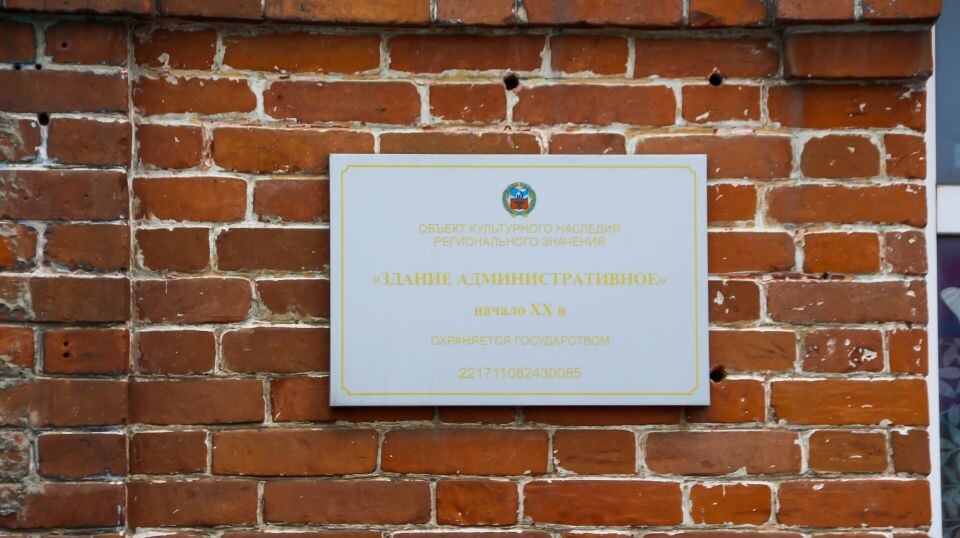 ОБЪЕКТ КУЛЬТУРНОГО НАСЛЕДИЯ
РЕГИОНАЛЬНОГО ЗНАЧЕНИЯ
«ЗДАНИЕ АДМИНИСТРАТИВНОЕ»
начало XX в
ОХРАНЯЕТСЯ ГОСУДАРСТВОМ
221711082430085